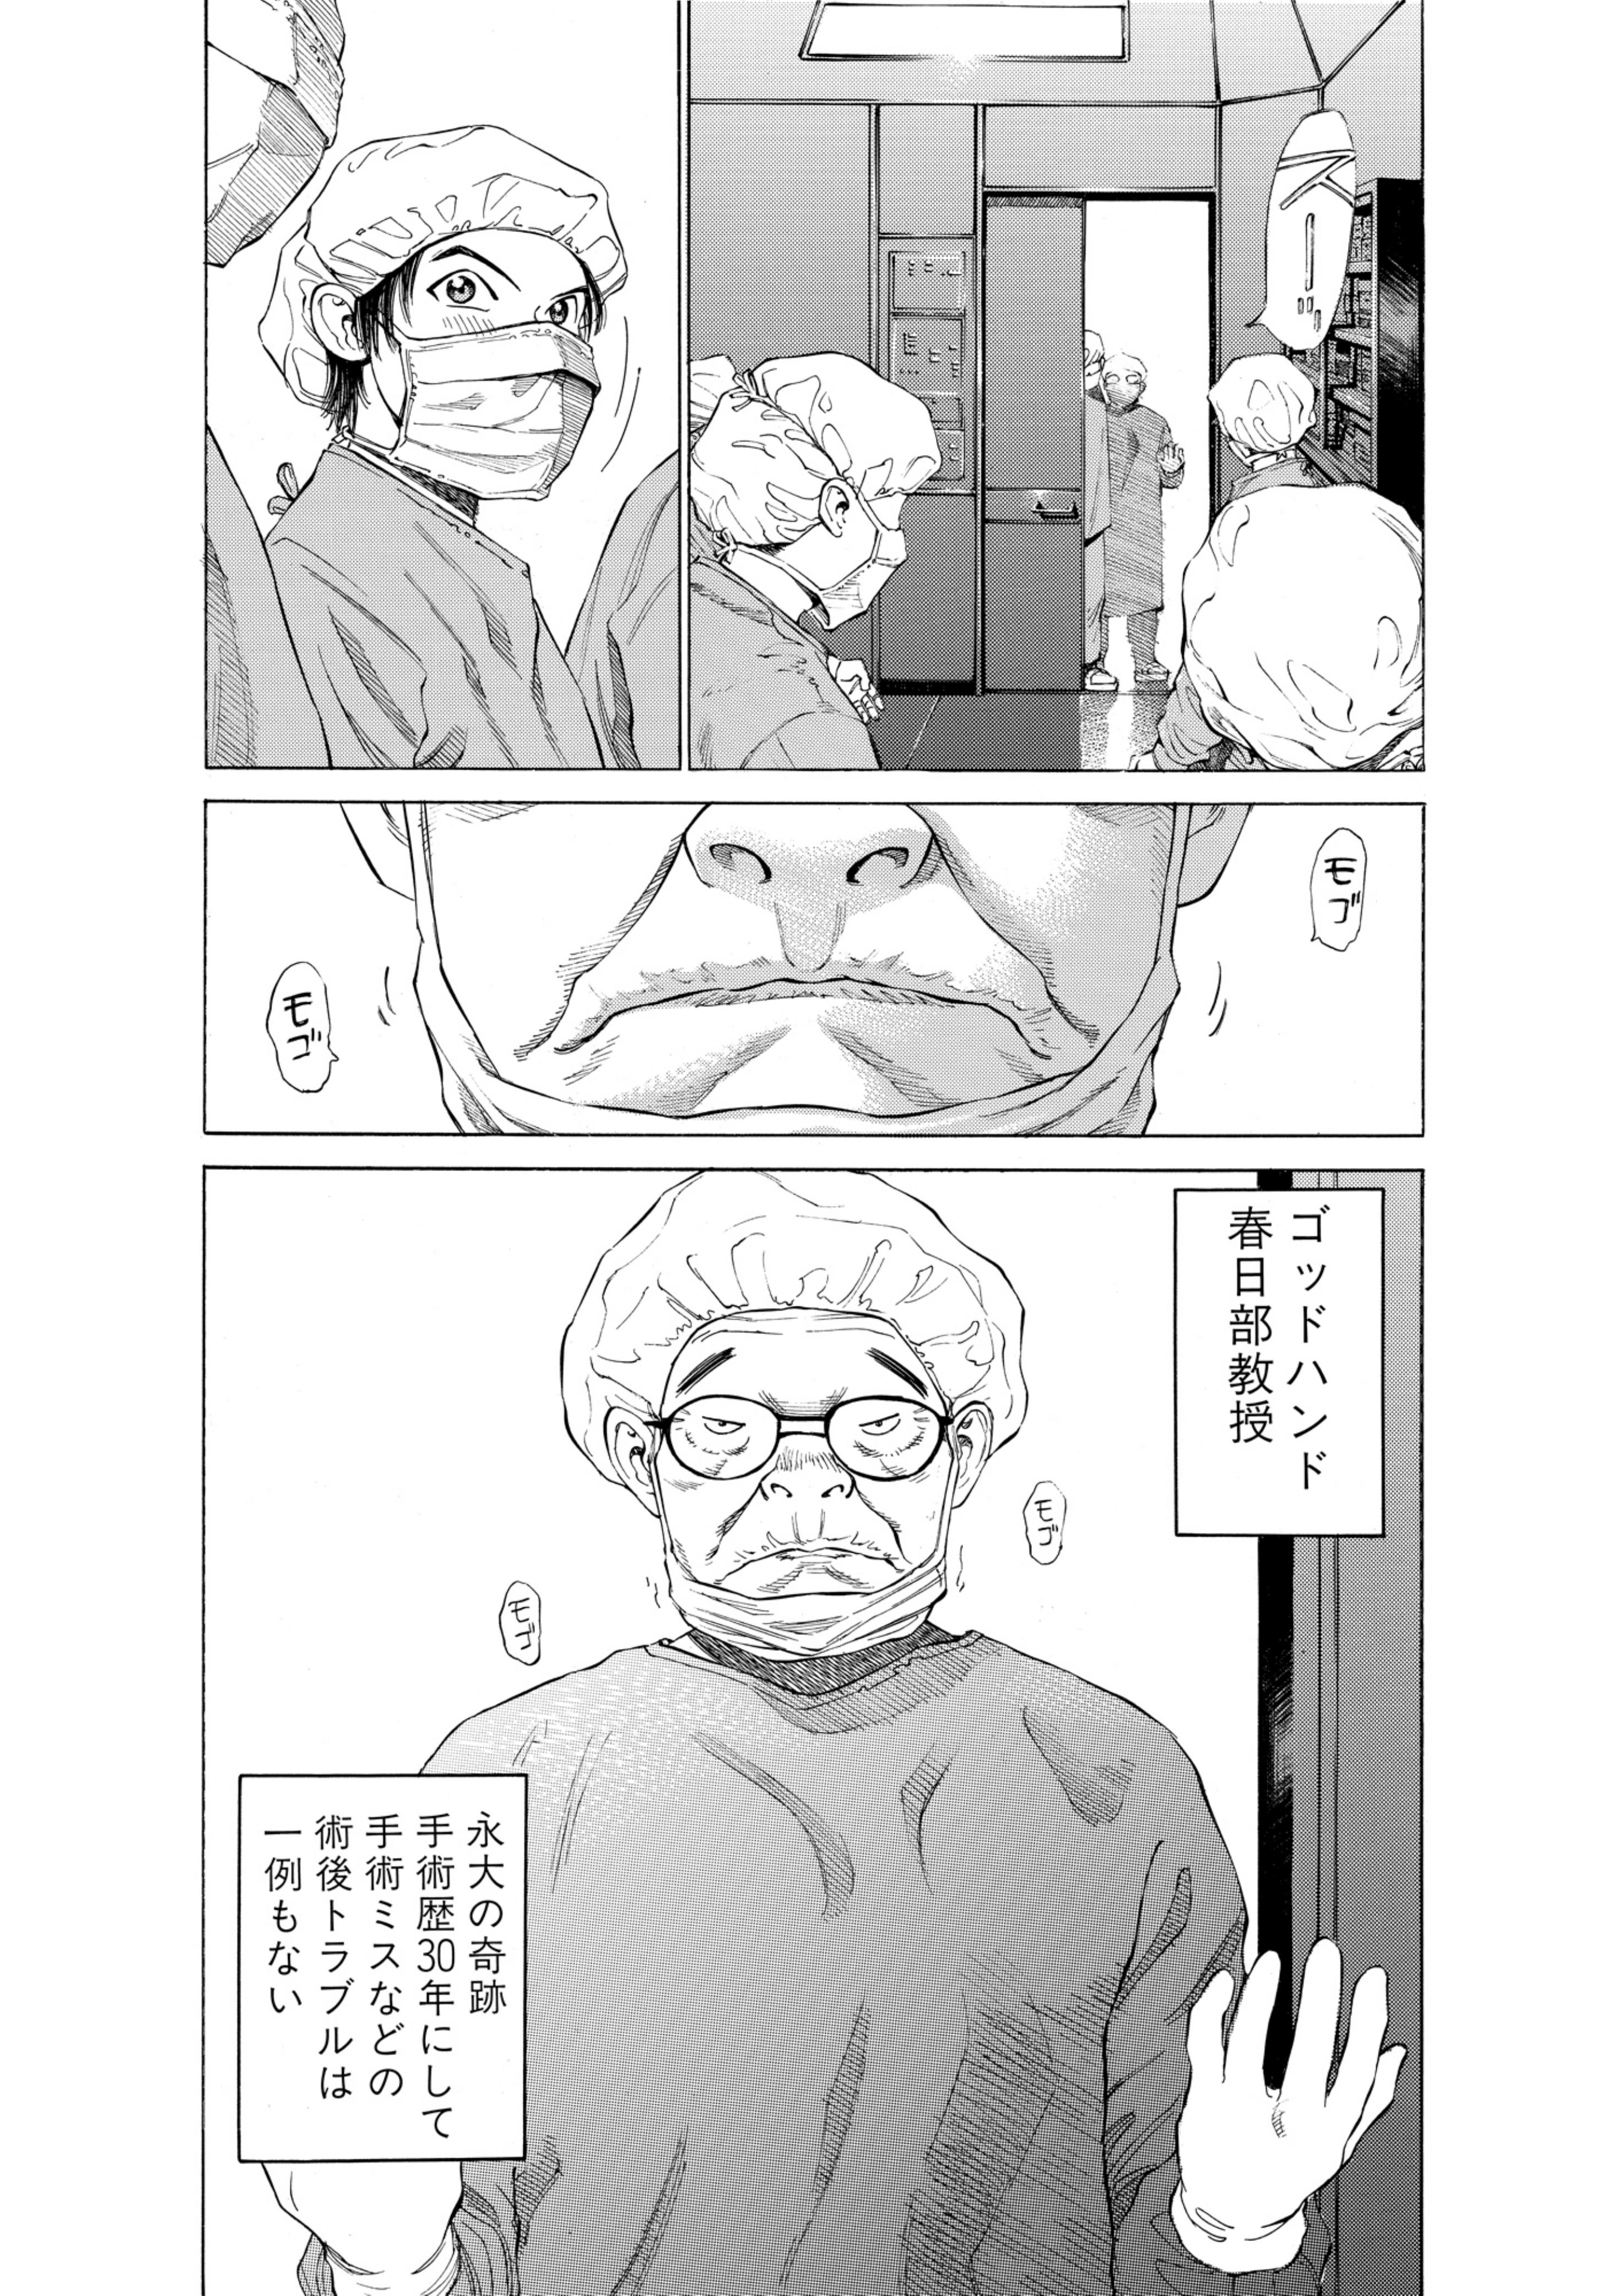 スーッ
モゴ
モゴ
ゴッドハンド
春日部教授
モゴ
モゴ
永大の奇跡
手術歴30年にして
手術ミスなどの
術後トラブルは
一例もない